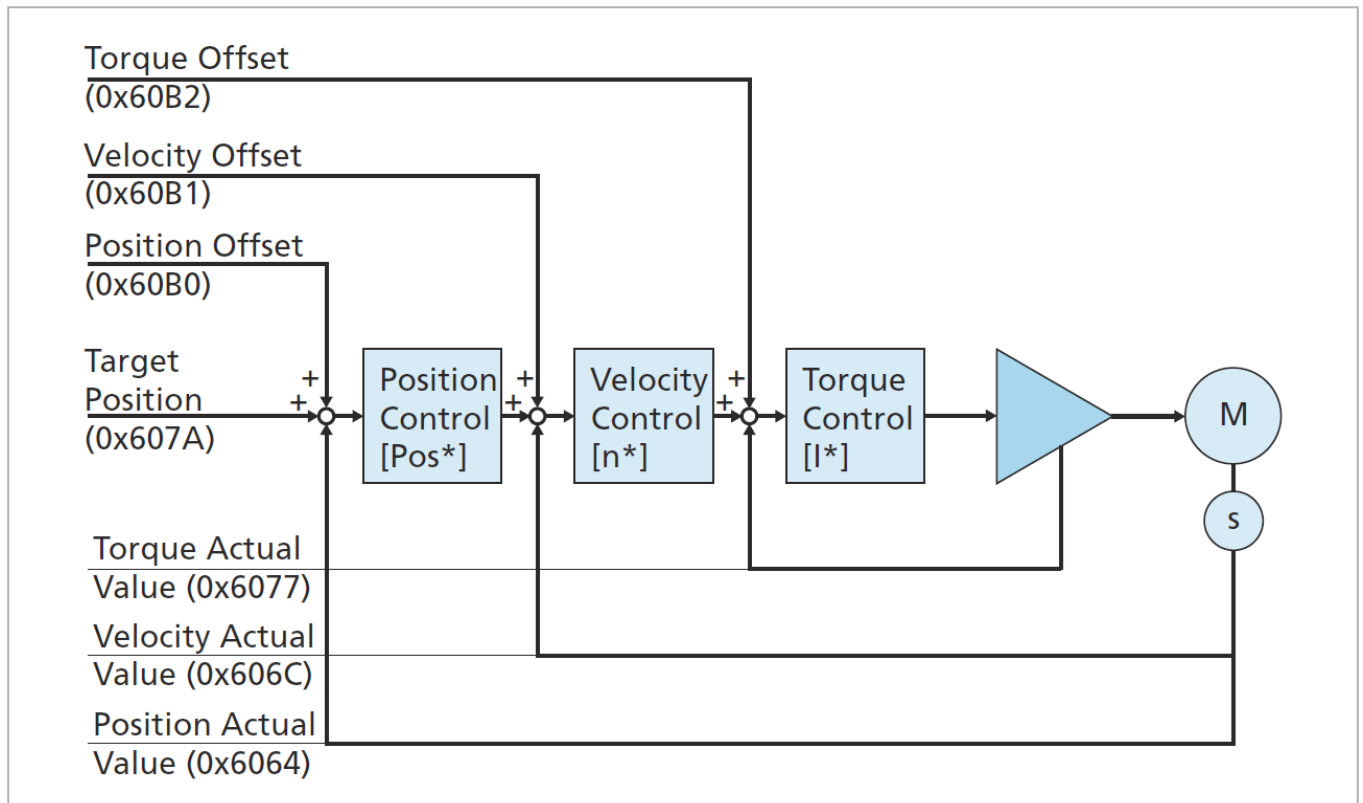 Torque Offset
(0x60B2)
Velocity Offset
(0x60B1)
Position Offset
(0x60B0)
Target
Position
(0x607A)
+
+
Position
Control
[Pos*]
+
+
Velocity
Control
[n*]
+
+
Torque
Control
[I*]
M
s
Torque Actual
Value (0x6077)
Velocity Actual
Value (0x606C)
Position Actual
Value (0x6064)